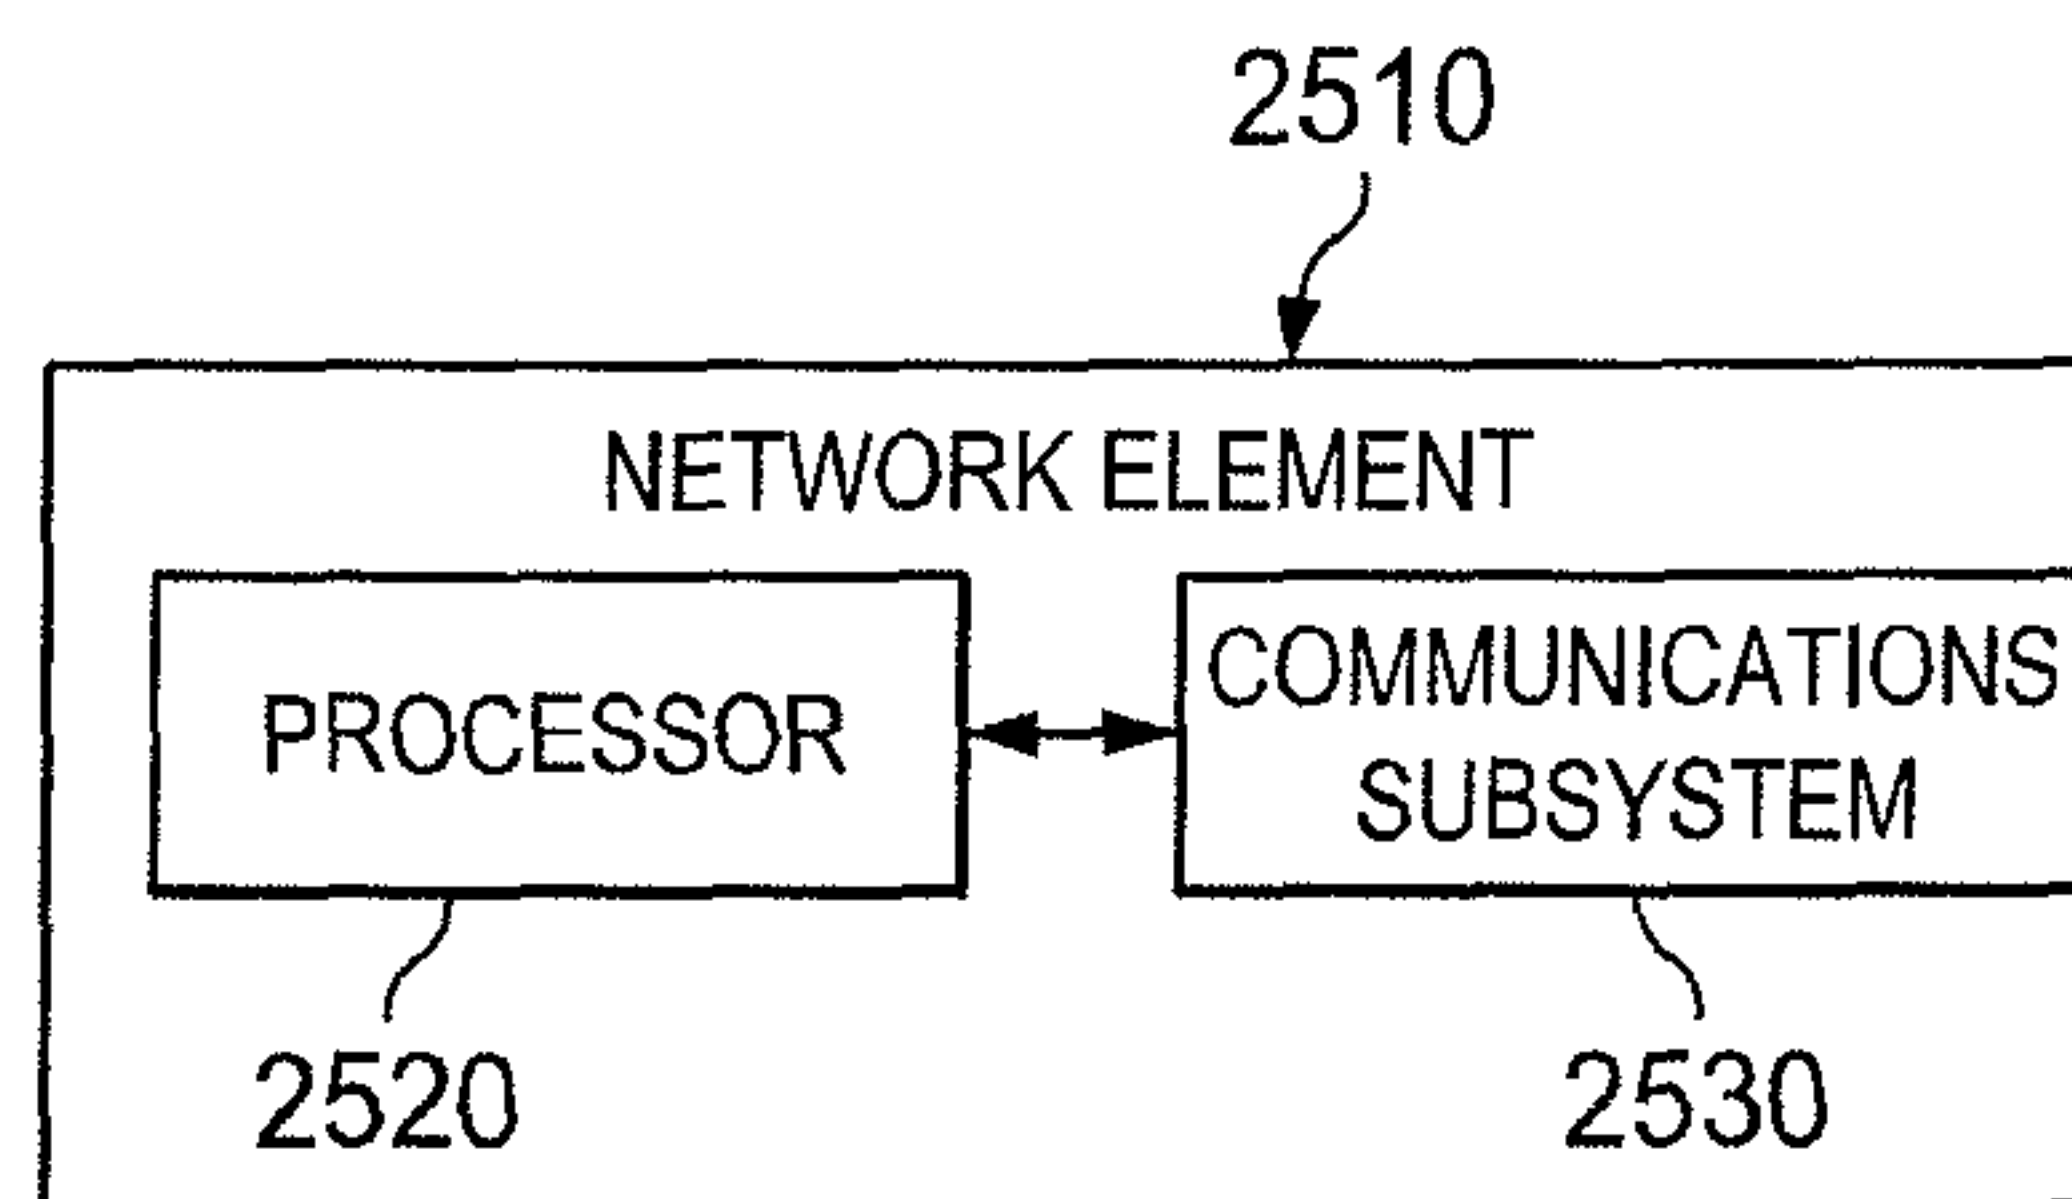 2510
NETWORK ELEMENT
PROCESSOR
COMMUNICATIONS
SUBSYSTEM
2520
2530